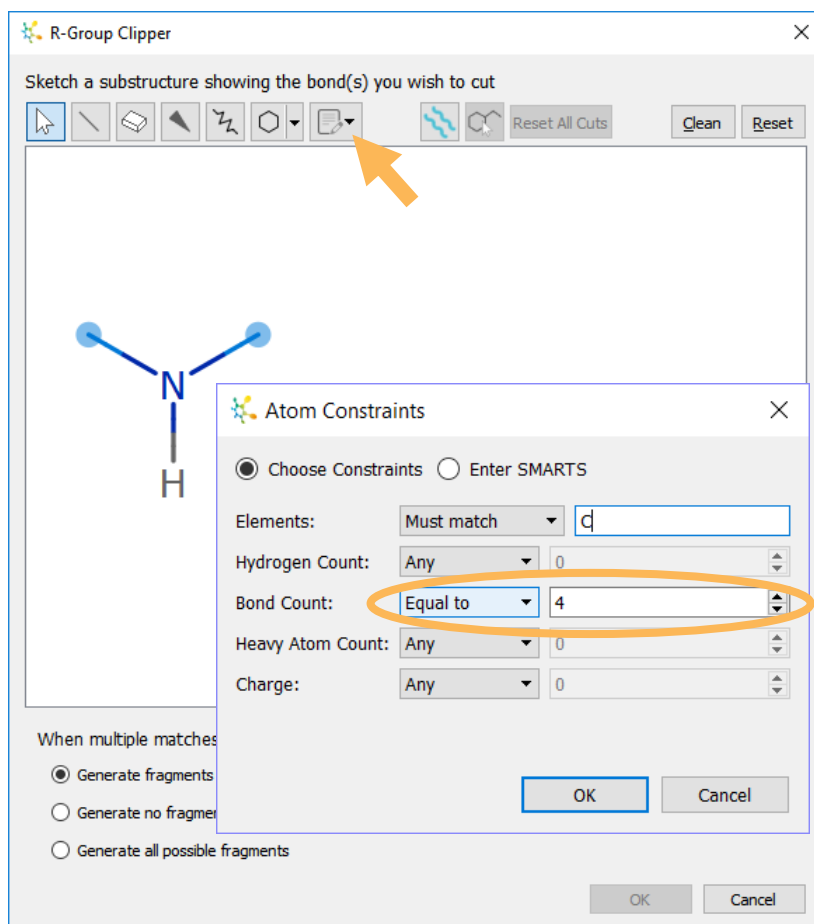 R-Group Clipper
Sketch a substructure showing the bond(s) you wish to cut
Reset All Cuts Clean Reset
N
H
Atom Constraints
Choose Constraints Enter SMARTS
Elements: Must match C
Hydrogen Count: Any 0
Bond Count: Equal to 4
Heavy Atom Count: Any 0
Charge: Any 0
OK Cancel
When multiple matches
Generate fragments
Generate no fragme
Generate all possible fragments
OK Cancel